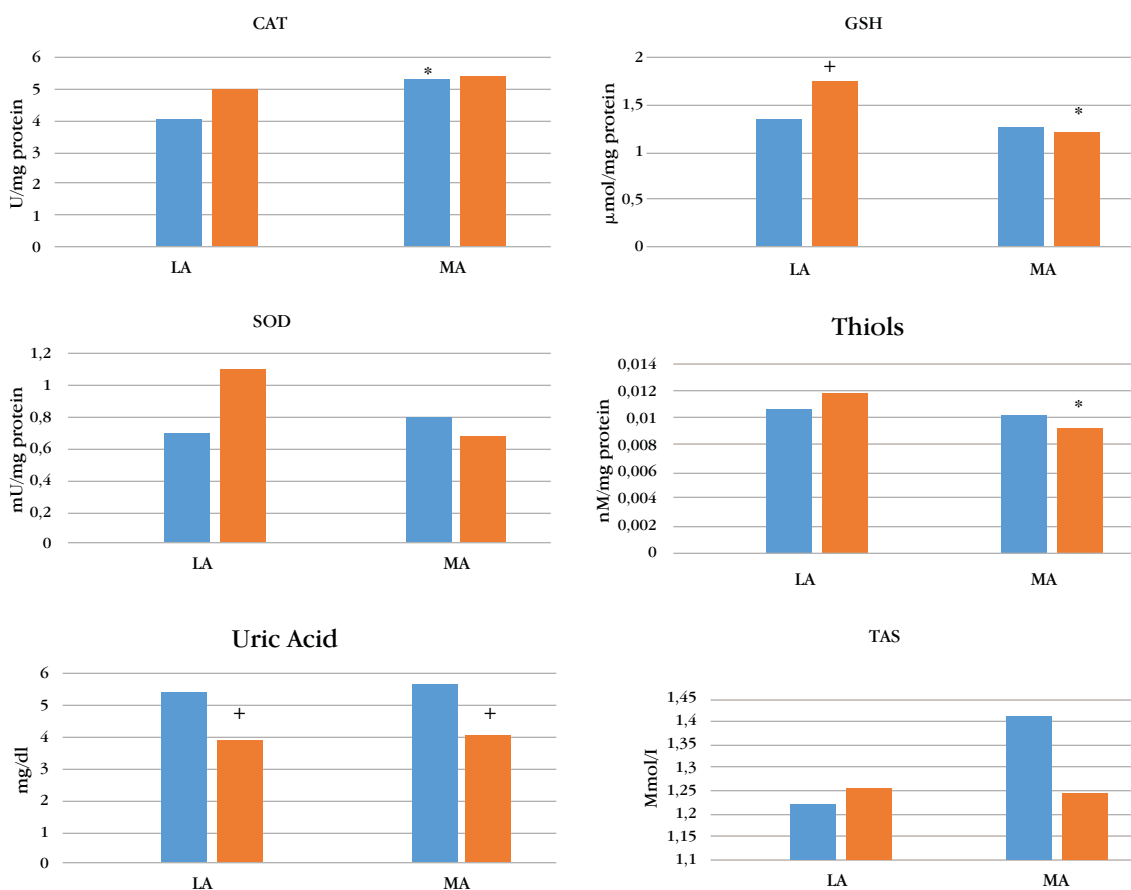 CAT
U/mg protein
6
5
4
3
2
1
0
*
LA
MA
GSH
μmol/mg protein
2
1,5
1
0,5
0
+
*
LA
MA
SOD
mU/mg protein
1,2
1
0,8
0,6
0,4
0,2
0
LA
MA
Thiols
nM/mg protein
0,014
0,012
0,01
0,008
0,006
0,004
0,002
0
*
LA
MA
Uric Acid
mg/dl
6
5
4
3
2
1
0
+
+
LA
MA
TAS
Mmol/I
1,45
1,4
1,35
1,3
1,25
1,2
1,15
1,1
LA
MA